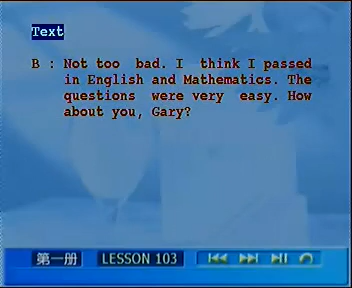 Text
B : Not too bad. I think I passed
in English and Mathematics. The
questions were very easy. How
about you, Gary?
第一册 LESSON 103